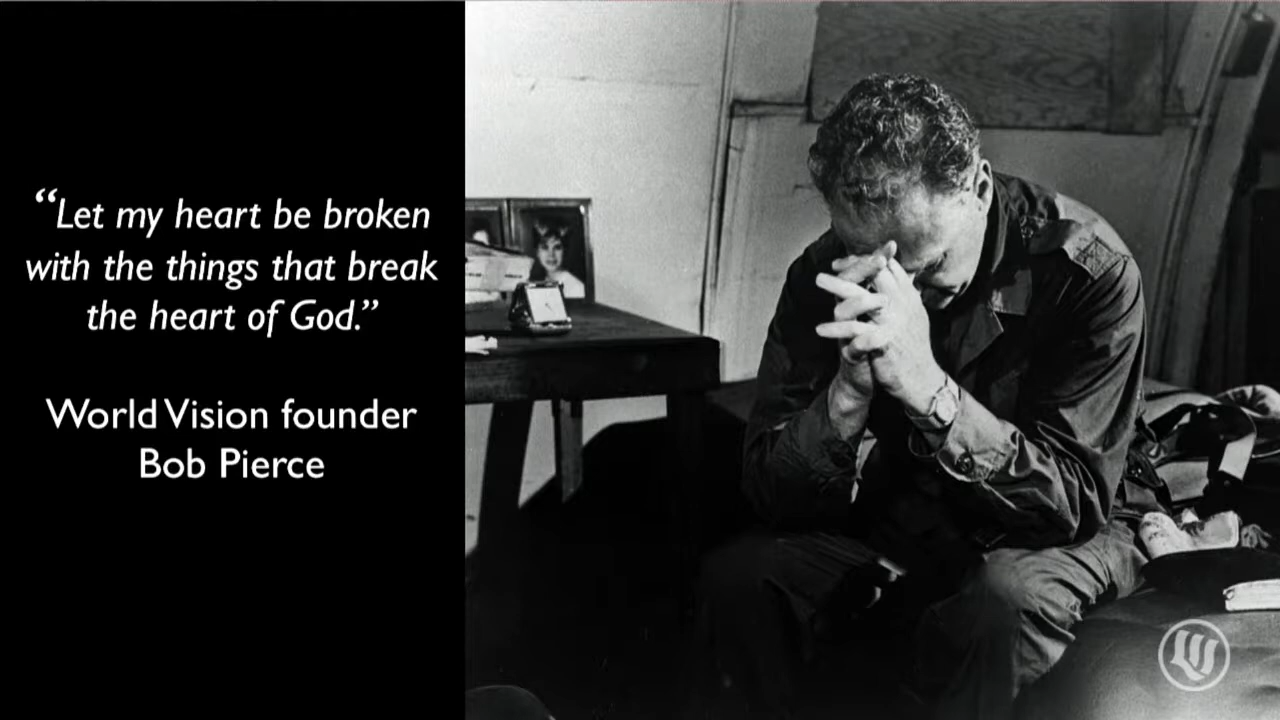 “Let my heart be broken
with the things that break
the heart of God.”
World Vision founder
Bob Pierce